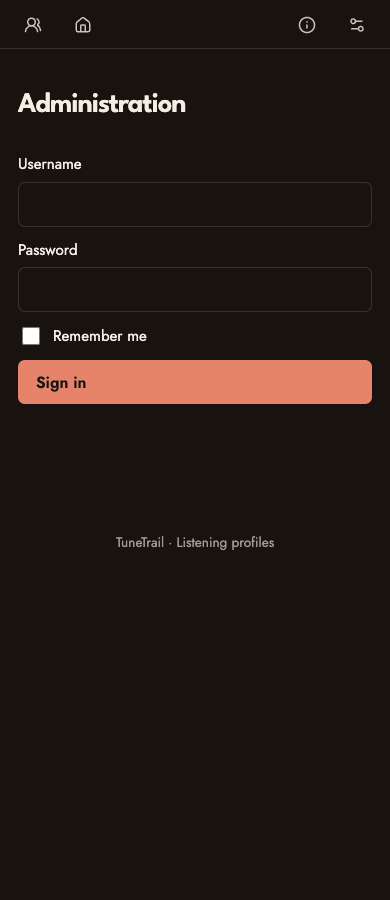 Administration
Username
Password
Remember me
Sign in
TuneTrail · Listening profiles